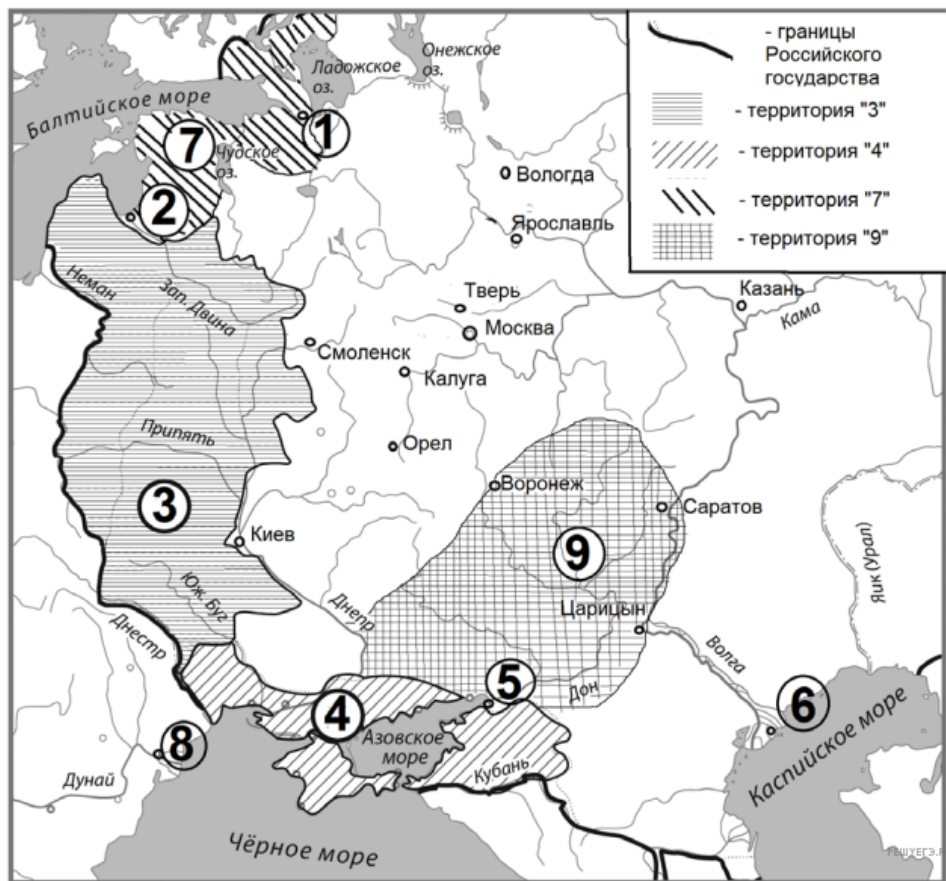 - границы
Российского
государства
- территория "3"
- территория "4"
- территория "7"
- территория "9"
Балтийское море
Ладожское
оз.
Онежское
оз.
1
7
Чудское
оз.
2
Вологда
Ярославль
Неман
Зап. Двина
Тверь
Москва
Казань
Кама
Смоленск
Калуга
Припять
Орел
3
Киев
Воронеж
Саратов
9
Яик (Урал)
Юж. Буг
Днепр
Царицын
Днестр
Волга
5
Дон
6
4
8
Азовское
море
Дунай
Кубань
Каспийское море
Чёрное море